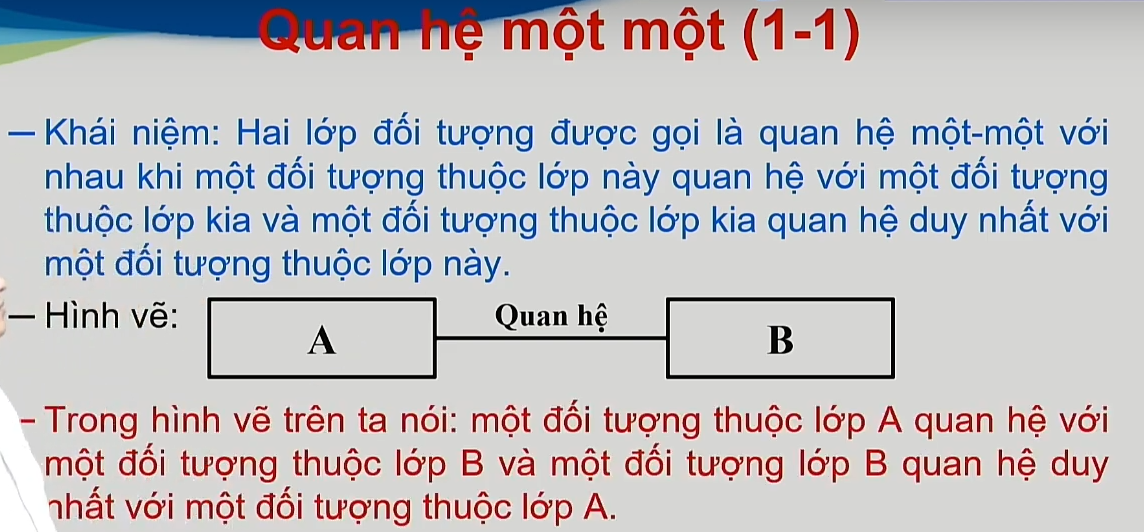 Quan hệ một một (1-1)
– Khái niệm: Hai lớp đối tượng được gọi là quan hệ một-một với
nhau khi một đối tượng thuộc lớp này quan hệ với một đối tượng
thuộc lớp kia và một đối tượng thuộc lớp kia quan hệ duy nhất với
một đối tượng thuộc lớp này.
– Hình vẽ:
A
Quan hệ
B
– Trong hình vẽ trên ta nói: một đối tượng thuộc lớp A quan hệ với
một đối tượng thuộc lớp B và một đối tượng lớp B quan hệ duy
nhất với một đối tượng thuộc lớp A.